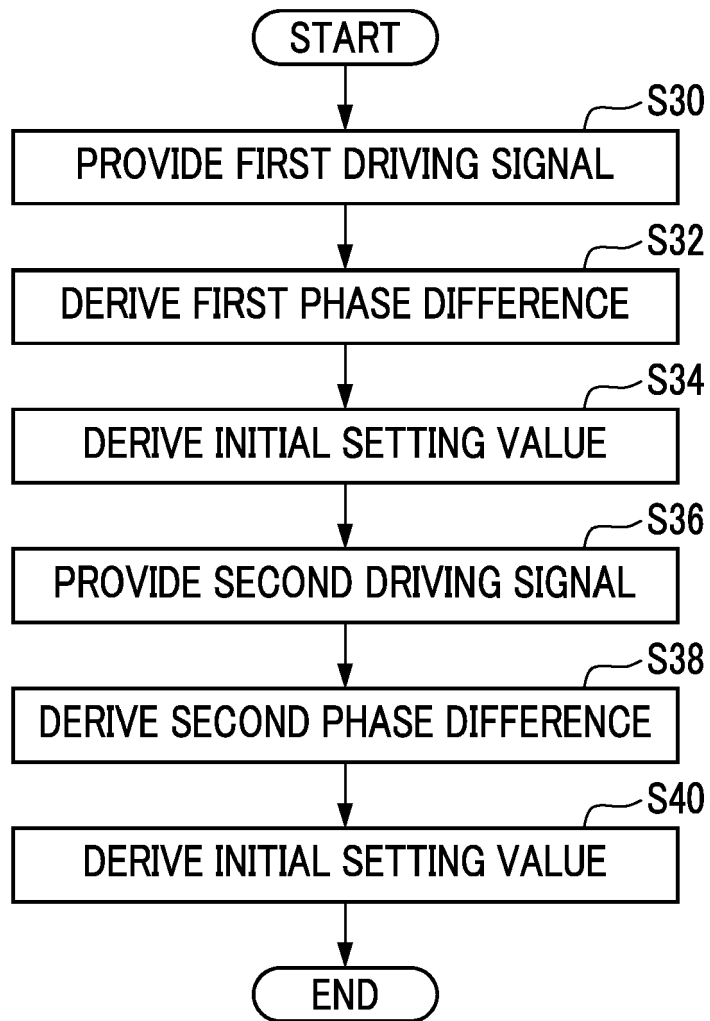 START
S30
PROVIDE FIRST DRIVING SIGNAL
S32
DERIVE FIRST PHASE DIFFERENCE
S34
DERIVE INITIAL SETTING VALUE
S36
PROVIDE SECOND DRIVING SIGNAL
S38
DERIVE SECOND PHASE DIFFERENCE
S40
DERIVE INITIAL SETTING VALUE
END